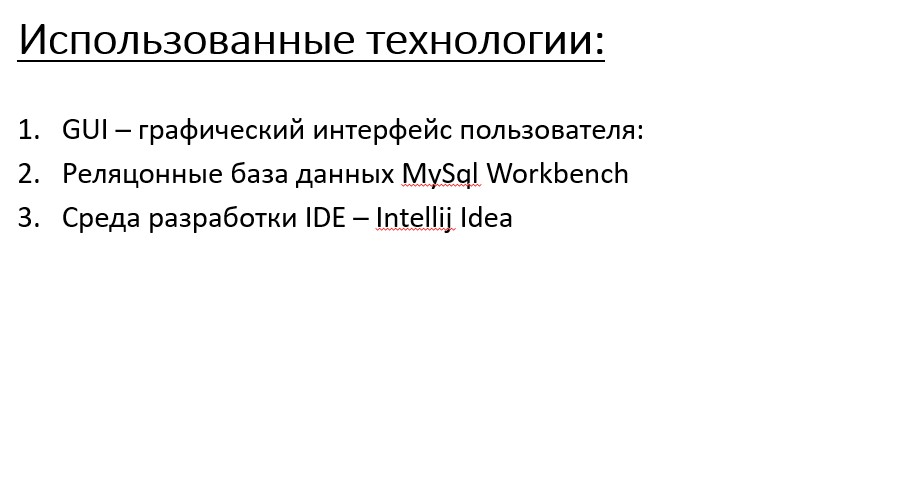 Использованные технологии:
1. GUI – графический интерфейс пользователя:
2. Реляцонные база данных MySql Workbench
3. Среда разработки IDE – Intellij Idea